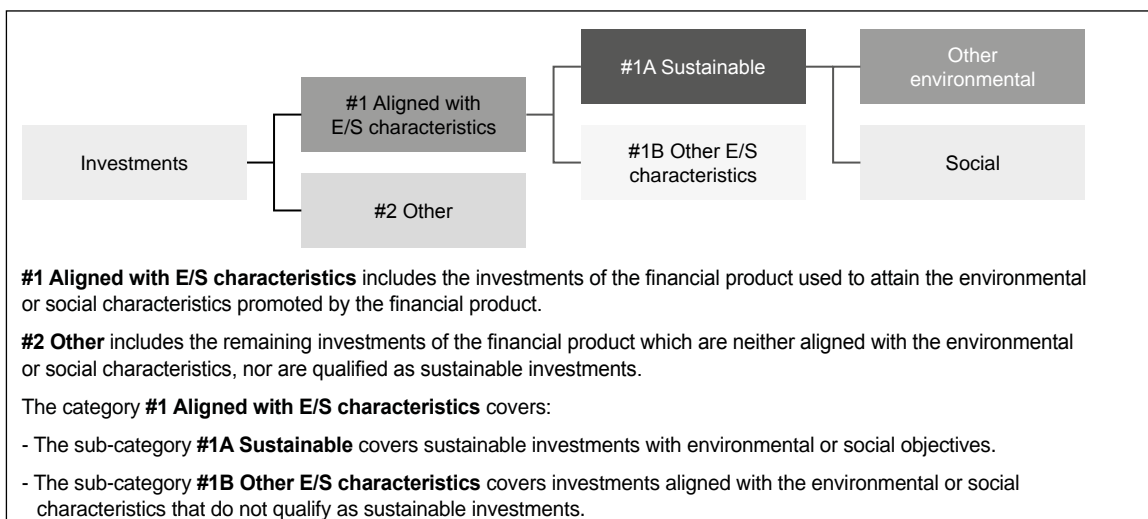 #1A Sustainable
Other
environmental
#1 Aligned with
E/S characteristics
Investments
#1B Other E/S
characteristics
Social
#2 Other
#1 Aligned with E/S characteristics includes the investments of the financial product used to attain the environmental
or social characteristics promoted by the financial product.
#2 Other includes the remaining investments of the financial product which are neither aligned with the environmental
or social characteristics, nor are qualified as sustainable investments.
The category #1 Aligned with E/S characteristics covers:
- The sub-category #1A Sustainable covers sustainable investments with environmental or social objectives.
- The sub-category #1B Other E/S characteristics covers investments aligned with the environmental or social
characteristics that do not qualify as sustainable investments.